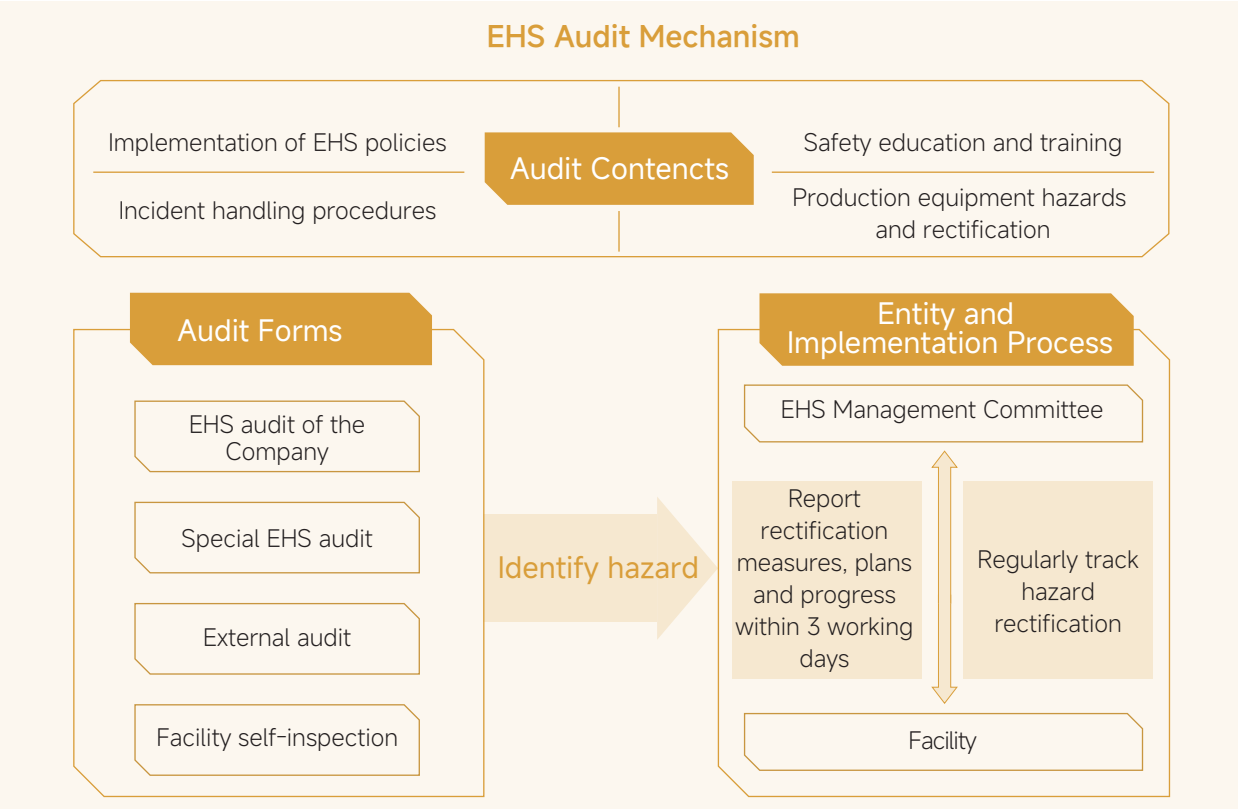 EHS Audit Mechanism
Implementation of EHS policies
Incident handling procedures
Audit Contencts
Safety education and training
Production equipment hazards
and rectification
Audit Forms
EHS audit of the
Company
Special EHS audit
External audit
Facility self-inspection
Identify hazard
Entity and
Implementation Process
EHS Management Committee
Report
rectification
measures, plans
and progress
within 3 working
days
Regularly track
hazard
rectification
Facility